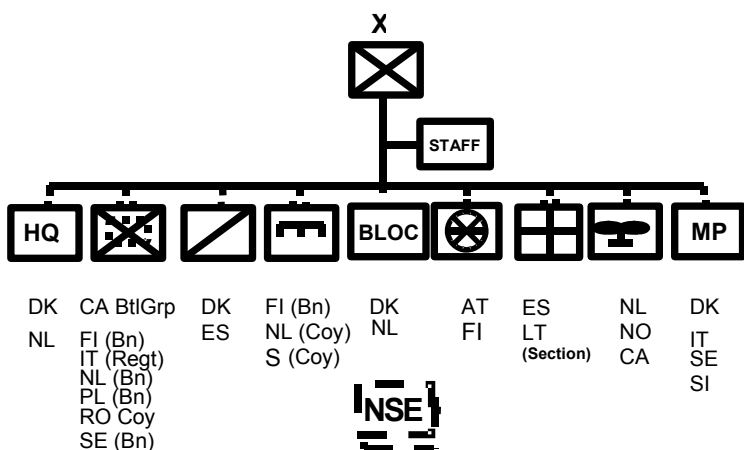 X
STAFF
HQ
BLOC
MP
DK
NL
CA BtlGrp
FI (Bn)
IT (Regt)
NL (Bn)
PL (Bn)
RO Coy
SE (Bn)
DK
ES
FI (Bn)
NL (Coy)
S (Coy)
DK
NL
AT
FI
ES
LT
(Section)
NL
NO
CA
DK
IT
SE
SI
NSE